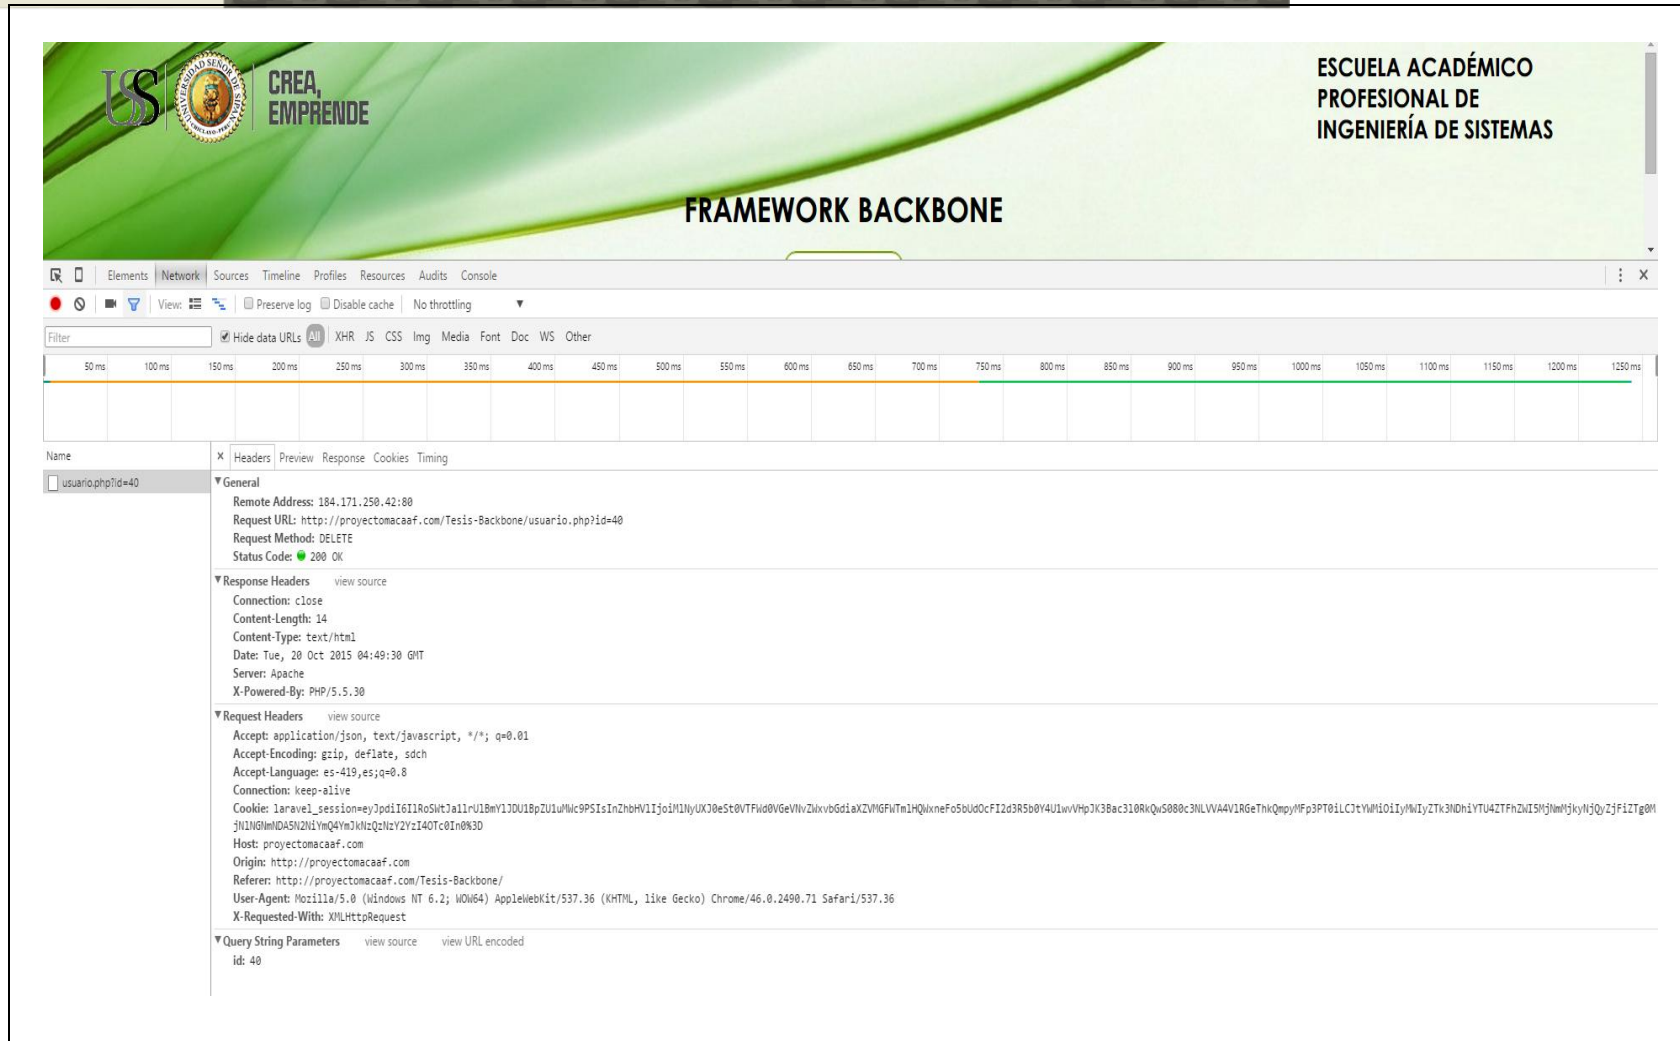 USS
UNIVERSIDAD SEÑOR DE SIPAN
CHICLAYO-PERU
CREA,
EMPRENDE
ESCUELA ACADÉMICO
PROFESIONAL DE
INGENIERÍA DE SISTEMAS
FRAMEWORK BACKBONE
Elements Network Sources Timeline Profiles Resources Audits Console
View: Preserve log Disable cache No throttling
Filter Hide data URLs All XHR JS CSS Img Media Font Doc WS Other
50 ms 100 ms 150 ms 200 ms 250 ms 300 ms 350 ms 400 ms 450 ms 500 ms 550 ms 600 ms 650 ms 700 ms 750 ms 800 ms 850 ms 900 ms 950 ms 1000 ms 1050 ms 1100 ms 1150 ms 1200 ms 1250 ms
Name × Headers Preview Response Cookies Timing
usuario.php?id=40
General
Remote Address: 184.171.250.42:80
Request URL: http://proyectomacaaf.com/Tesis-Backbone/usuario.php?id=40
Request Method: DELETE
Status Code: 200 OK
Response Headers view source
Connection: close
Content-Length: 14
Content-Type: text/html
Date: Tue, 20 Oct 2015 04:49:30 GMT
Server: Apache
X-Powered-By: PHP/5.5.30
Request Headers view source
Accept: application/json, text/javascript, */*; q=0.01
Accept-Encoding: gzip, deflate, sdch
Accept-Language: es-419,es;q=0.8
Connection: keep-alive
Cookie:
Host: proyectomacaaf.com
Origin: http://proyectomacaaf.com
Referer: http://proyectomacaaf.com/Tesis-Backbone/
User-Agent: Mozilla/5.0 (Windows NT 6.2; WOW64) AppleWebKit/537.36 (KHTML, like Gecko) Chrome/46.0.2490.71 Safari/537.36
X-Requested-With: XMLHttpRequest
Query String Parameters view source view URL encoded
id: 40